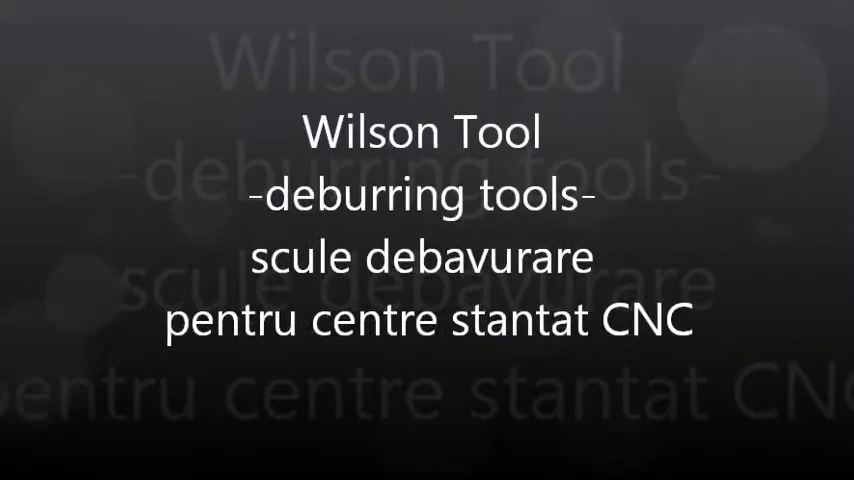 Wilson Tool
-deburring tools-
scule debavurare
pentru centre stantat CNC